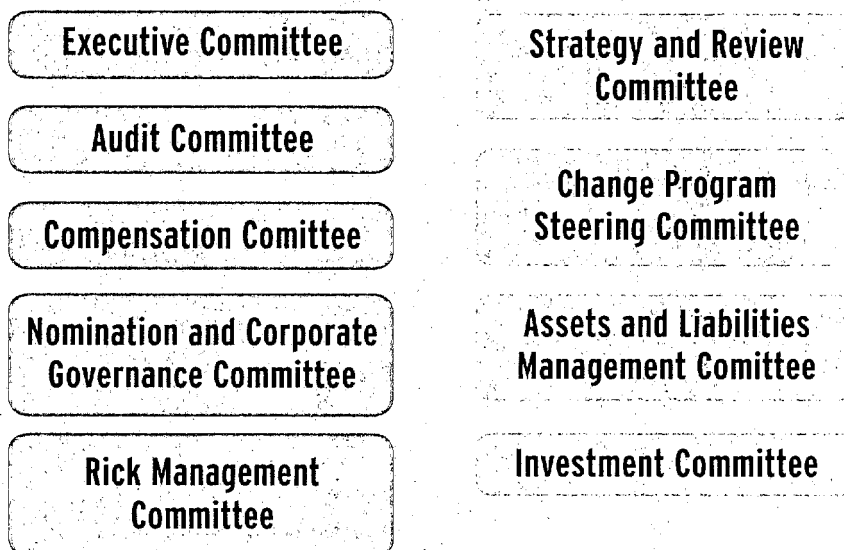 Executive Committee
Audit Committee
Compensation Comittee
Nomination and Corporate
Governance Committee
Rick Management
Committee
Strategy and Review
Committee
Change Program
Steering Committee
Assets and Liabilities
Management Comittee
Investment Committee